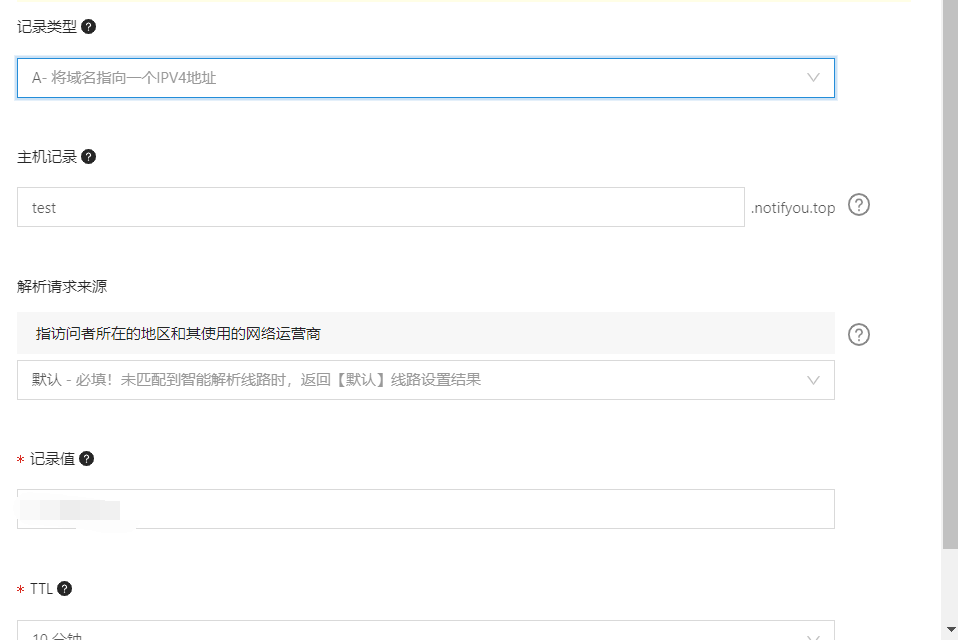 记录类型
A- 将域名指向一个IPV4地址
主机记录
test .notifyou.top
解析请求来源
指访问者所在的地区和其使用的网络运营商
默认 - 必填！未匹配到智能解析线路时，返回【默认】线路设置结果
* 记录值
* TTL
10 分钟